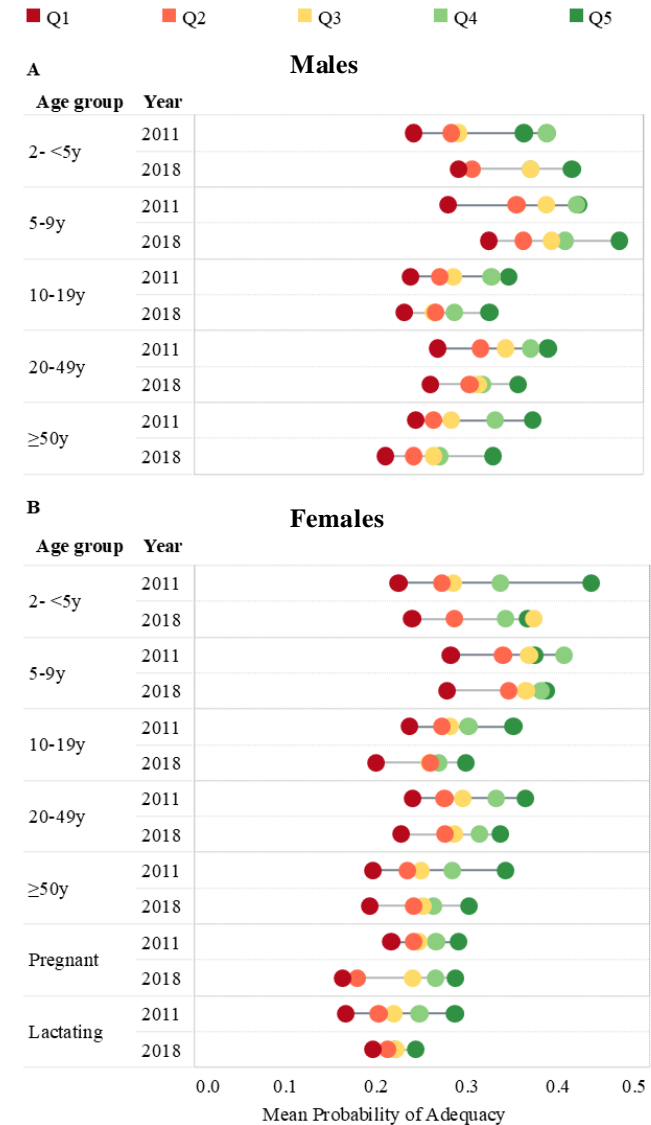 Q1 Q2 Q3 Q4 Q5
A
Males
Age group Year
2- <5y
2011
2018
5-9y
2011
2018
10-19y
2011
2018
20-49y
2011
2018
≥50y
2011
2018
B
Females
Age group Year
2- <5y
2011
2018
5-9y
2011
2018
10-19y
2011
2018
20-49y
2011
2018
≥50y
2011
2018
Pregnant
2011
2018
Lactating
2011
2018
0.0 0.1 0.2 0.3 0.4 0.5
Mean Probability of Adequacy